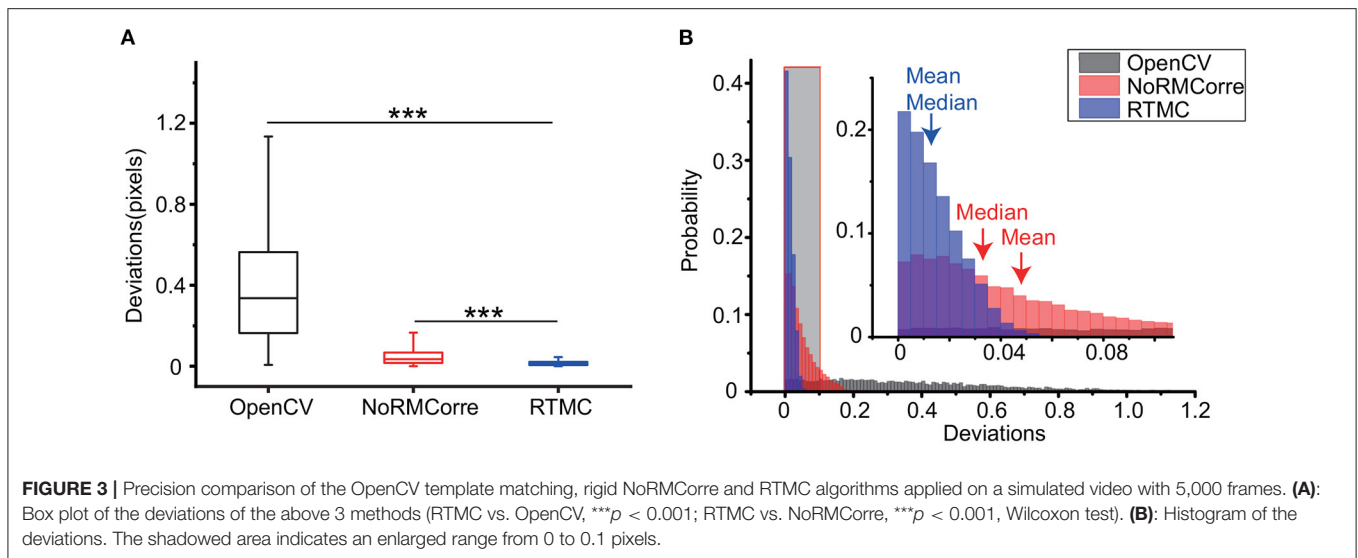 A
Deviations(pixels)
1.2
0.8
0.4
0
***
***
OpenCV
NoRMCorre
RTMC
B
Probability
0.4
0.3
0.2
0.1
0
0
0.2
0.4
0.6
0.8
1.0
1.2
Deviations
OpenCV
NoRMCorre
RTMC
0.2
0.1
0
0
0.04
0.08
Mean
Median
Median
Mean
FIGURE 3 | Precision comparison of the OpenCV template matching, rigid NoRMCorre and RTMC algorithms applied on a simulated video with 5,000 frames. (A):
Box plot of the deviations of the above 3 methods (RTMC vs. OpenCV, ***p < 0.001; RTMC vs. NoRMCorre, ***p < 0.001, Wilcoxon test). (B): Histogram of the
deviations. The shadowed area indicates an enlarged range from 0 to 0.1 pixels.